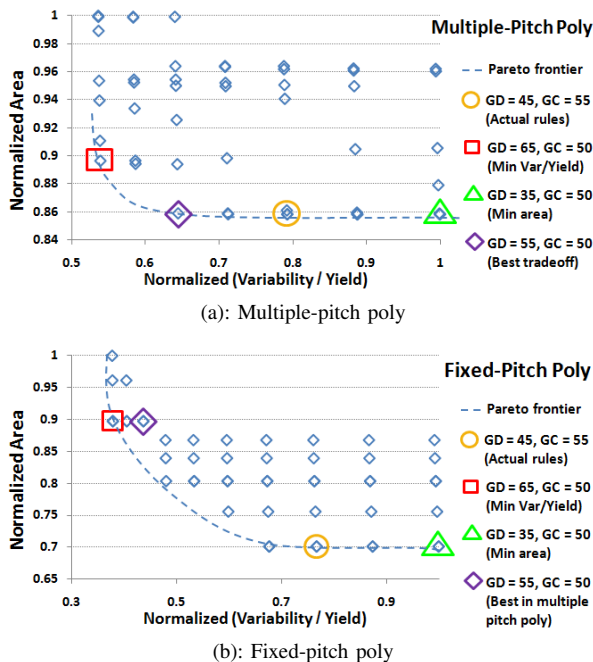 Multiple-Pitch Poly
Normalized Area
1
0.98
0.96
0.94
0.92
0.9
0.88
0.86
0.84
0.5
0.6
0.7
0.8
0.9
1
Normalized (Variability / Yield)
Pareto frontier
GD = 45, GC = 55
(Actual rules)
GD = 65, GC = 50
(Min Var/Yield)
GD = 35, GC = 50
(Min area)
GD = 55, GC = 50
(Best tradeoff)
(a): Multiple-pitch poly
Fixed-Pitch Poly
Normalized Area
1
0.95
0.9
0.85
0.8
0.75
0.7
0.65
0.3
0.5
0.7
0.9
Normalized (Variability / Yield)
Pareto frontier
GD = 45, GC = 55
(Actual rules)
GD = 65, GC = 50
(Min Var/Yield)
GD = 35, GC = 50
(Min area)
GD = 55, GC = 50
(Best in multiple
pitch poly)
(b): Fixed-pitch poly